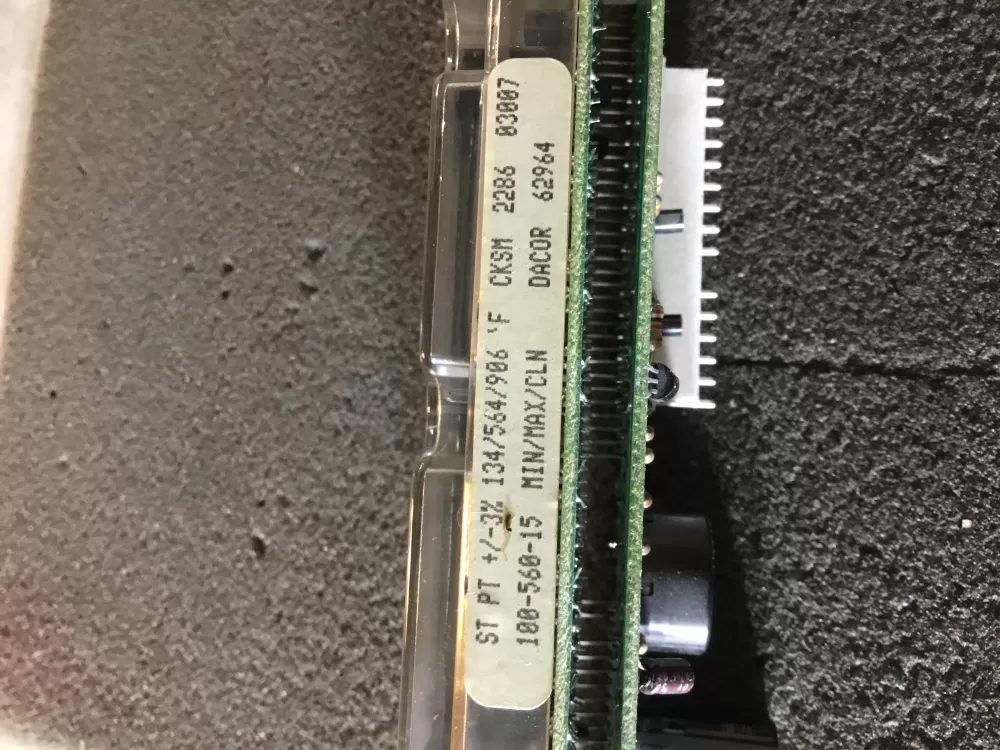 ST PT +/-3% 134/564/906 'F CKSM 2286 03007
100-560-15 MIN/MAX/CLN DACOR 62964